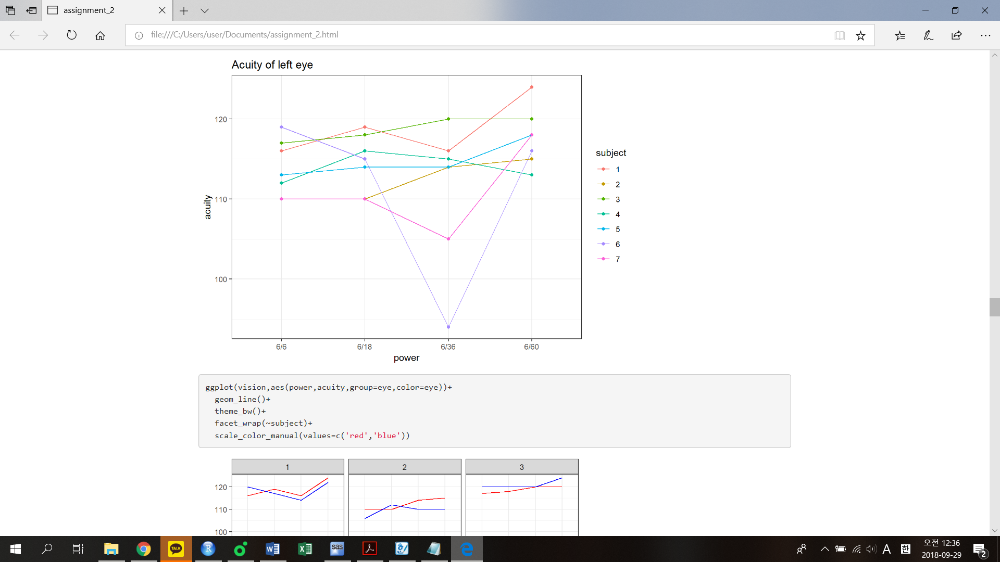 assignment_2
file:///C:/Users/user/Documents/assignment_2.html
Acuity of left eye
120
110
100
acuity
6/6 6/18 6/36 6/60
power
subject
1
2
3
4
5
6
7
ggplot(vision,aes(power,acuity,group=eye,color=eye))+
geom_line()+
theme_bw()+
facet_wrap(~subject)+
scale_color_manual(values=c('red','blue'))
1 2 3
120
110
100
TALK
R
W
X
sas
A
한
오전 12:36
2018-09-29
2